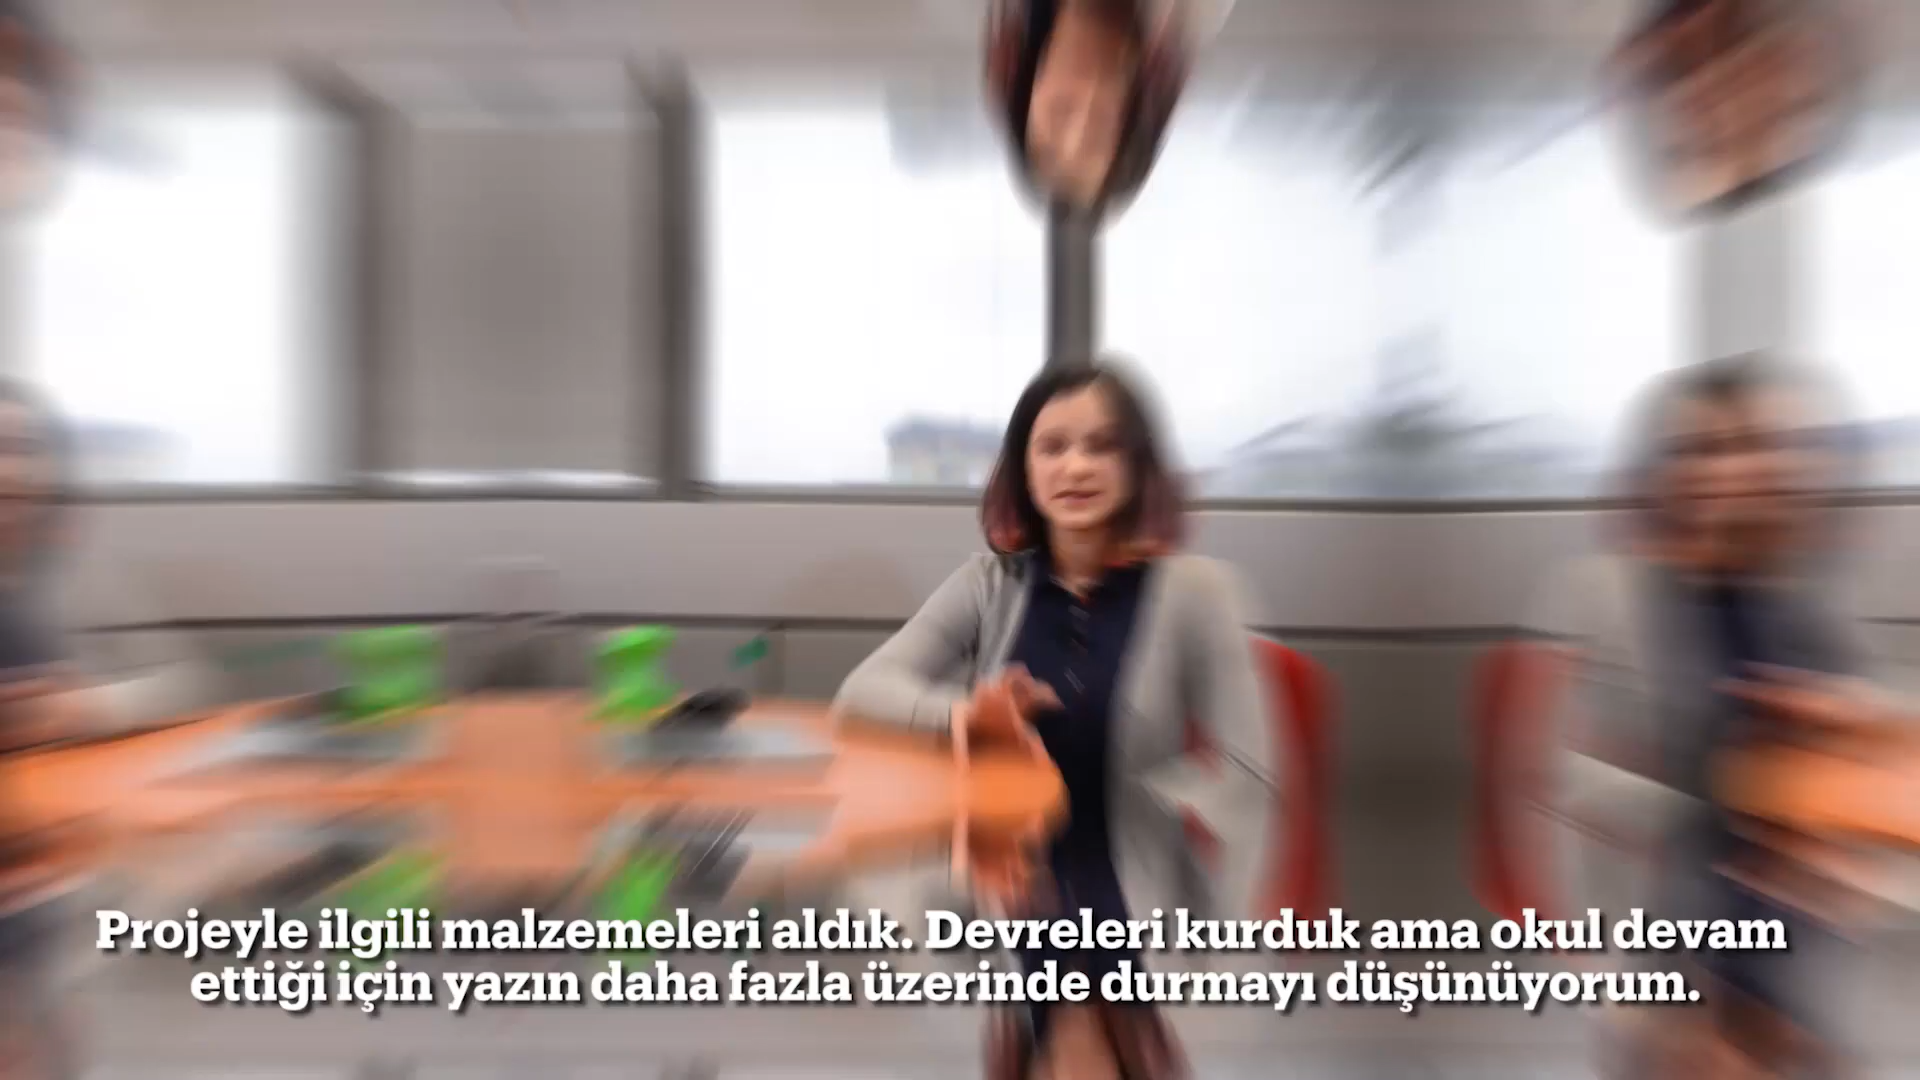 Projeyle ilgili malzemeleri aldık. Devreleri kurduk ama okul devam
ettiği için yazın daha fazla üzerinde durmayı düşünüyorum.